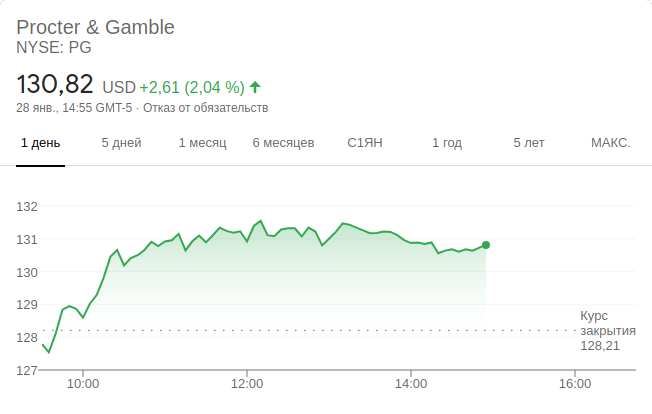 Procter & Gamble
NYSE: PG
130,82 USD +2,61 (2,04 %)
28 янв., 14:55 GMT-5 · Отказ от обязательств
1 день 5 дней 1 месяц 6 месяцев С1ЯН 1 год 5 лет МАКС.
132
131
130
129
128
127
Курс
закрытия
128,21
10:00 12:00 14:00 16:00